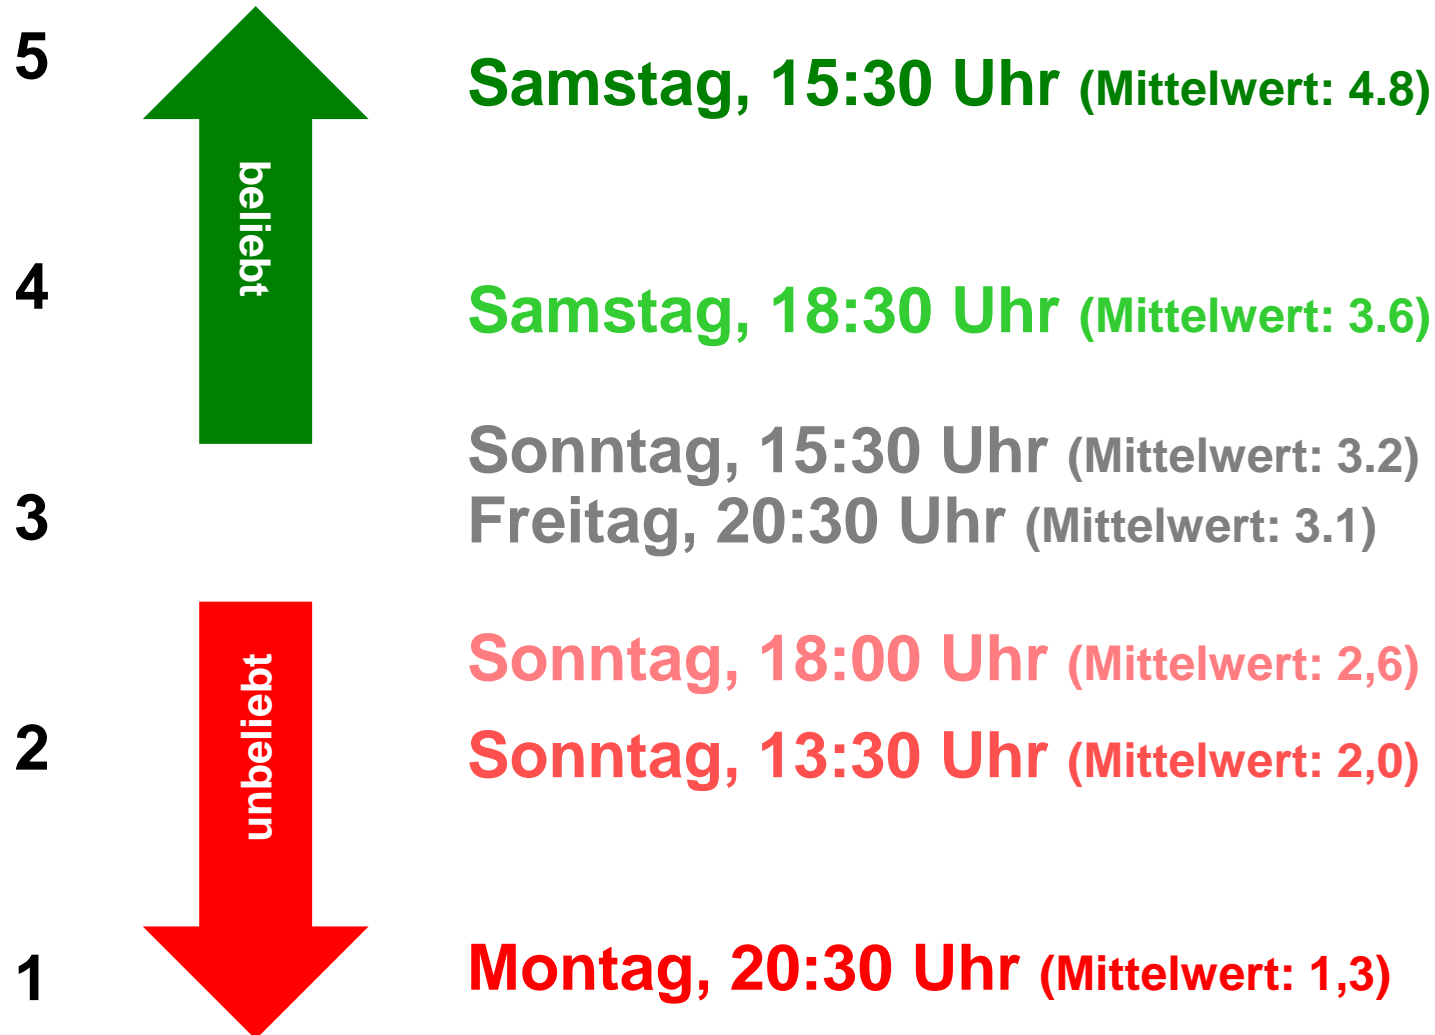 5
Samstag, 15:30 Uhr (Mittelwert: 4.8)
beliebt
4
Samstag, 18:30 Uhr (Mittelwert: 3.6)
Sonntag, 15:30 Uhr (Mittelwert: 3.2)
3
Freitag, 20:30 Uhr (Mittelwert: 3.1)
Sonntag, 18:00 Uhr (Mittelwert: 2,6)
unbeliebt
2
Sonntag, 13:30 Uhr (Mittelwert: 2,0)
1
Montag, 20:30 Uhr (Mittelwert: 1,3)